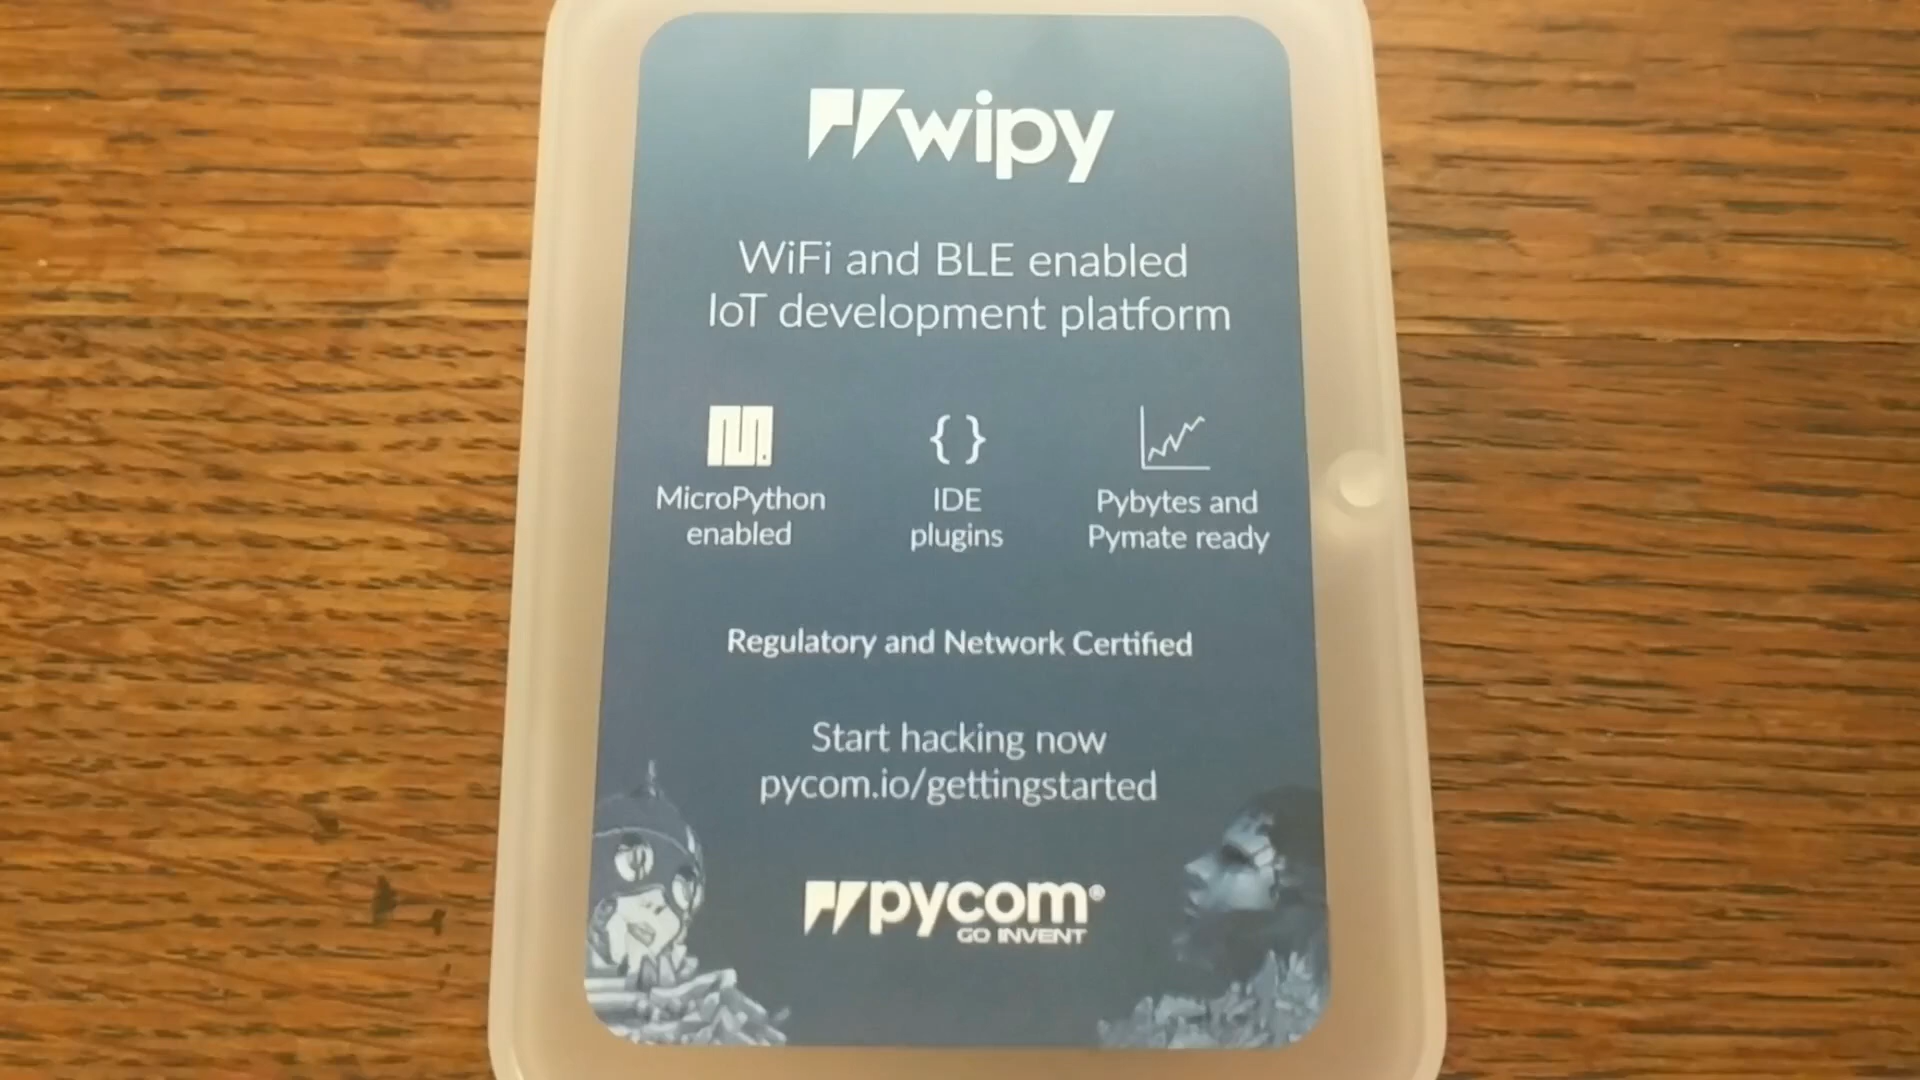 wipy
WiFi and BLE enabled
IoT development platform
MicroPython
enabled
{ }
IDE
plugins
Pybytes and
Pymate ready
Regulatory and Network Certified
Start hacking now
pycom.io/gettingstarted
pycom®
GO INVENT